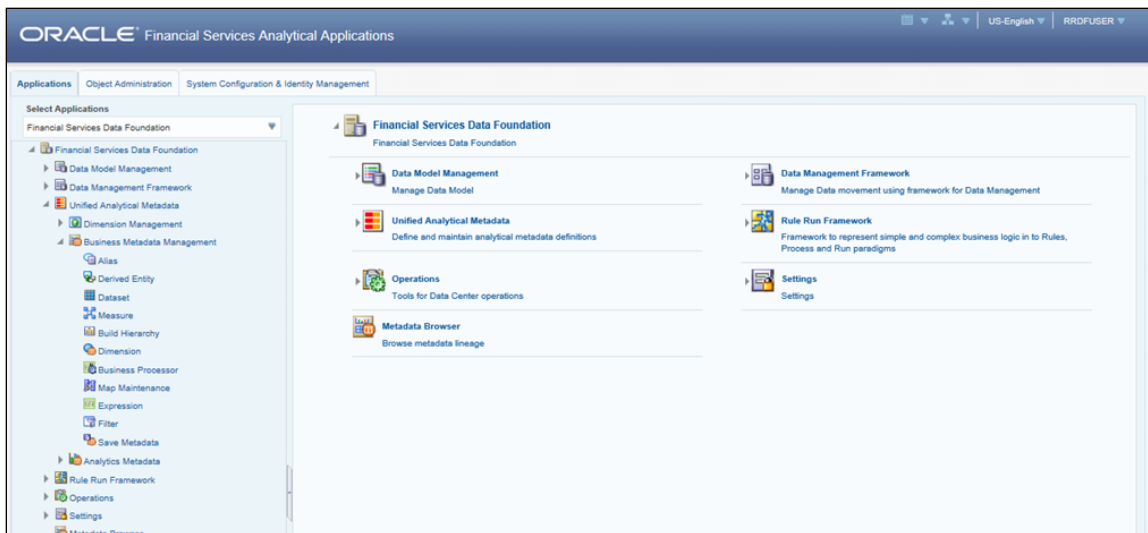 ORACLE Financial Services Analytical Applications
US-English
RRDFUSER
Applications
Object Administration
System Configuration & Identity Management
Select Applications
Financial Services Data Foundation
Financial Services Data Foundation
Data Model Management
Data Management Framework
Unified Analytical Metadata
Dimension Management
Business Metadata Management
Alias
Derived Entity
Dataset
Measure
Build Hierarchy
Dimension
Business Processor
Map Maintenance
Expression
Filter
Save Metadata
Analytics Metadata
Rule Run Framework
Operations
Settings
Metadata Browser
Financial Services Data Foundation
Financial Services Data Foundation
Data Model Management
Manage Data Model
Data Management Framework
Manage Data movement using framework for Data Management
Unified Analytical Metadata
Define and maintain analytical metadata definitions
Rule Run Framework
Framework to represent simple and complex business logic in to Rules,
Process and Run paradigms
Operations
Tools for Data Center operations
Settings
Settings
Metadata Browser
Browse metadata lineage